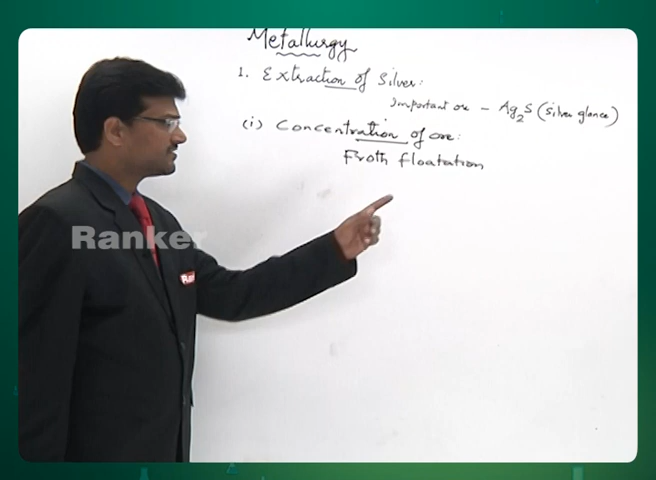 Metallurgy
1. Extraction of Silver:
Important ore - Ag₂S (silver glance)
(i) Concentration of ore:
Froth floatation
Ranker